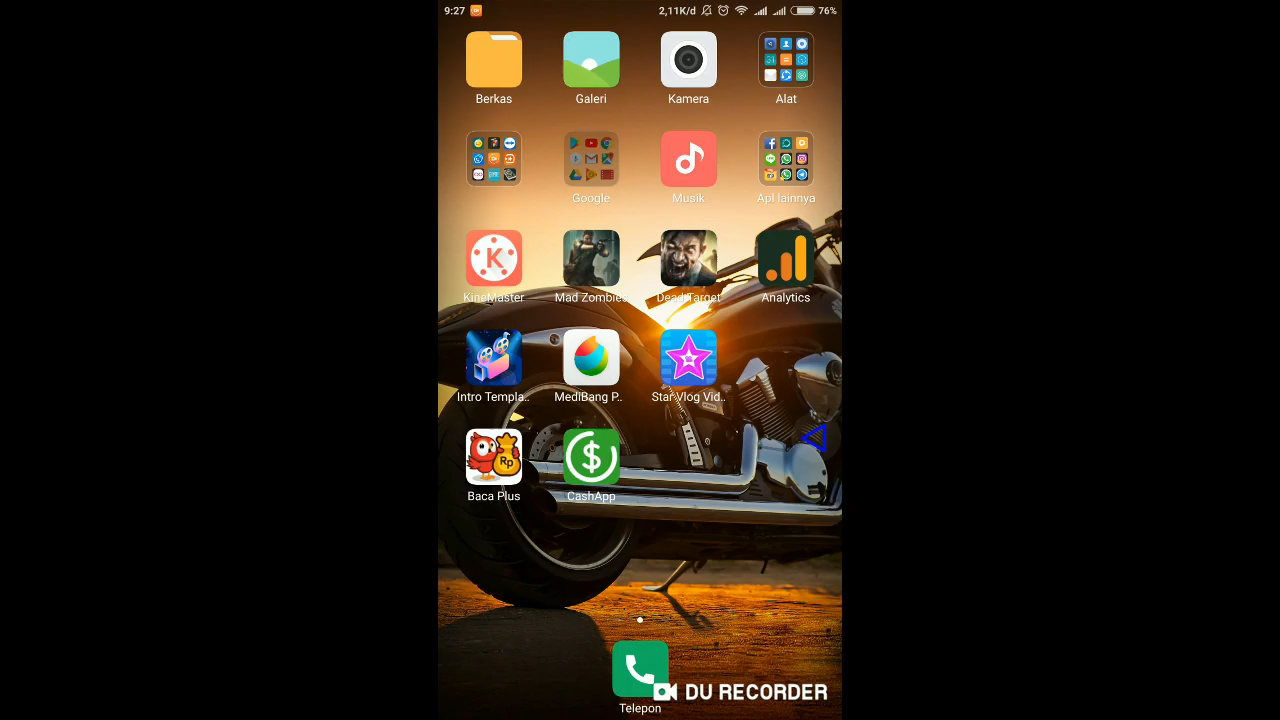 9:27 2,11K/d 76%
Berkas Galeri Kamera Alat
Google Musik Apl lainnya
KineMaster Mad Zombies Dead Target Analytics
Intro Templa.. MediBang P.. Star Vlog Vid..
Rp
Baca Plus CashApp
Telepon
DU RECORDER